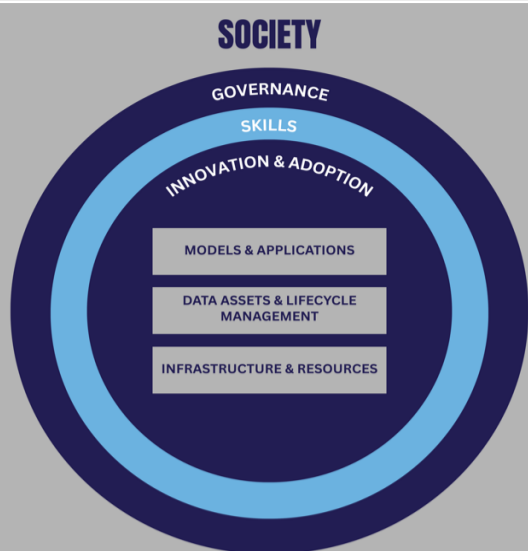 SOCIETY
GOVERNANCE
SKILLS
INNOVATION & ADOPTION
MODELS & APPLICATIONS
DATA ASSETS & LIFECYCLE
MANAGEMENT
INFRASTRUCTURE & RESOURCES